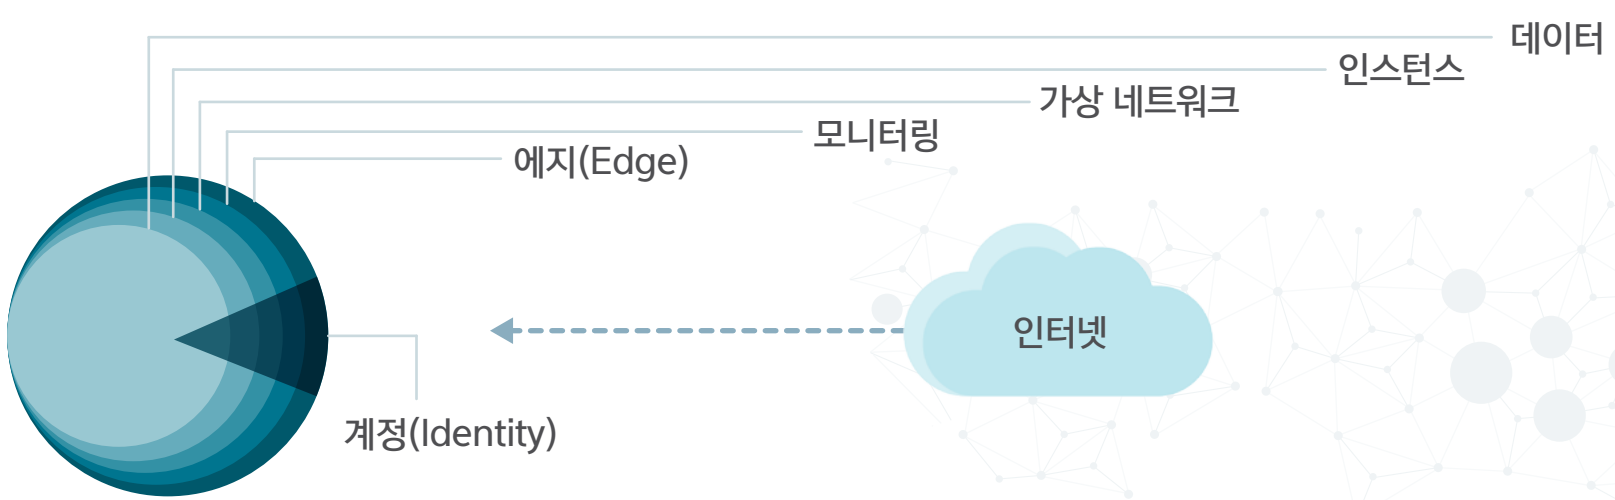 데이터
인스턴스
가상 네트워크
모니터링
에지(Edge)
인터넷
계정(Identity)